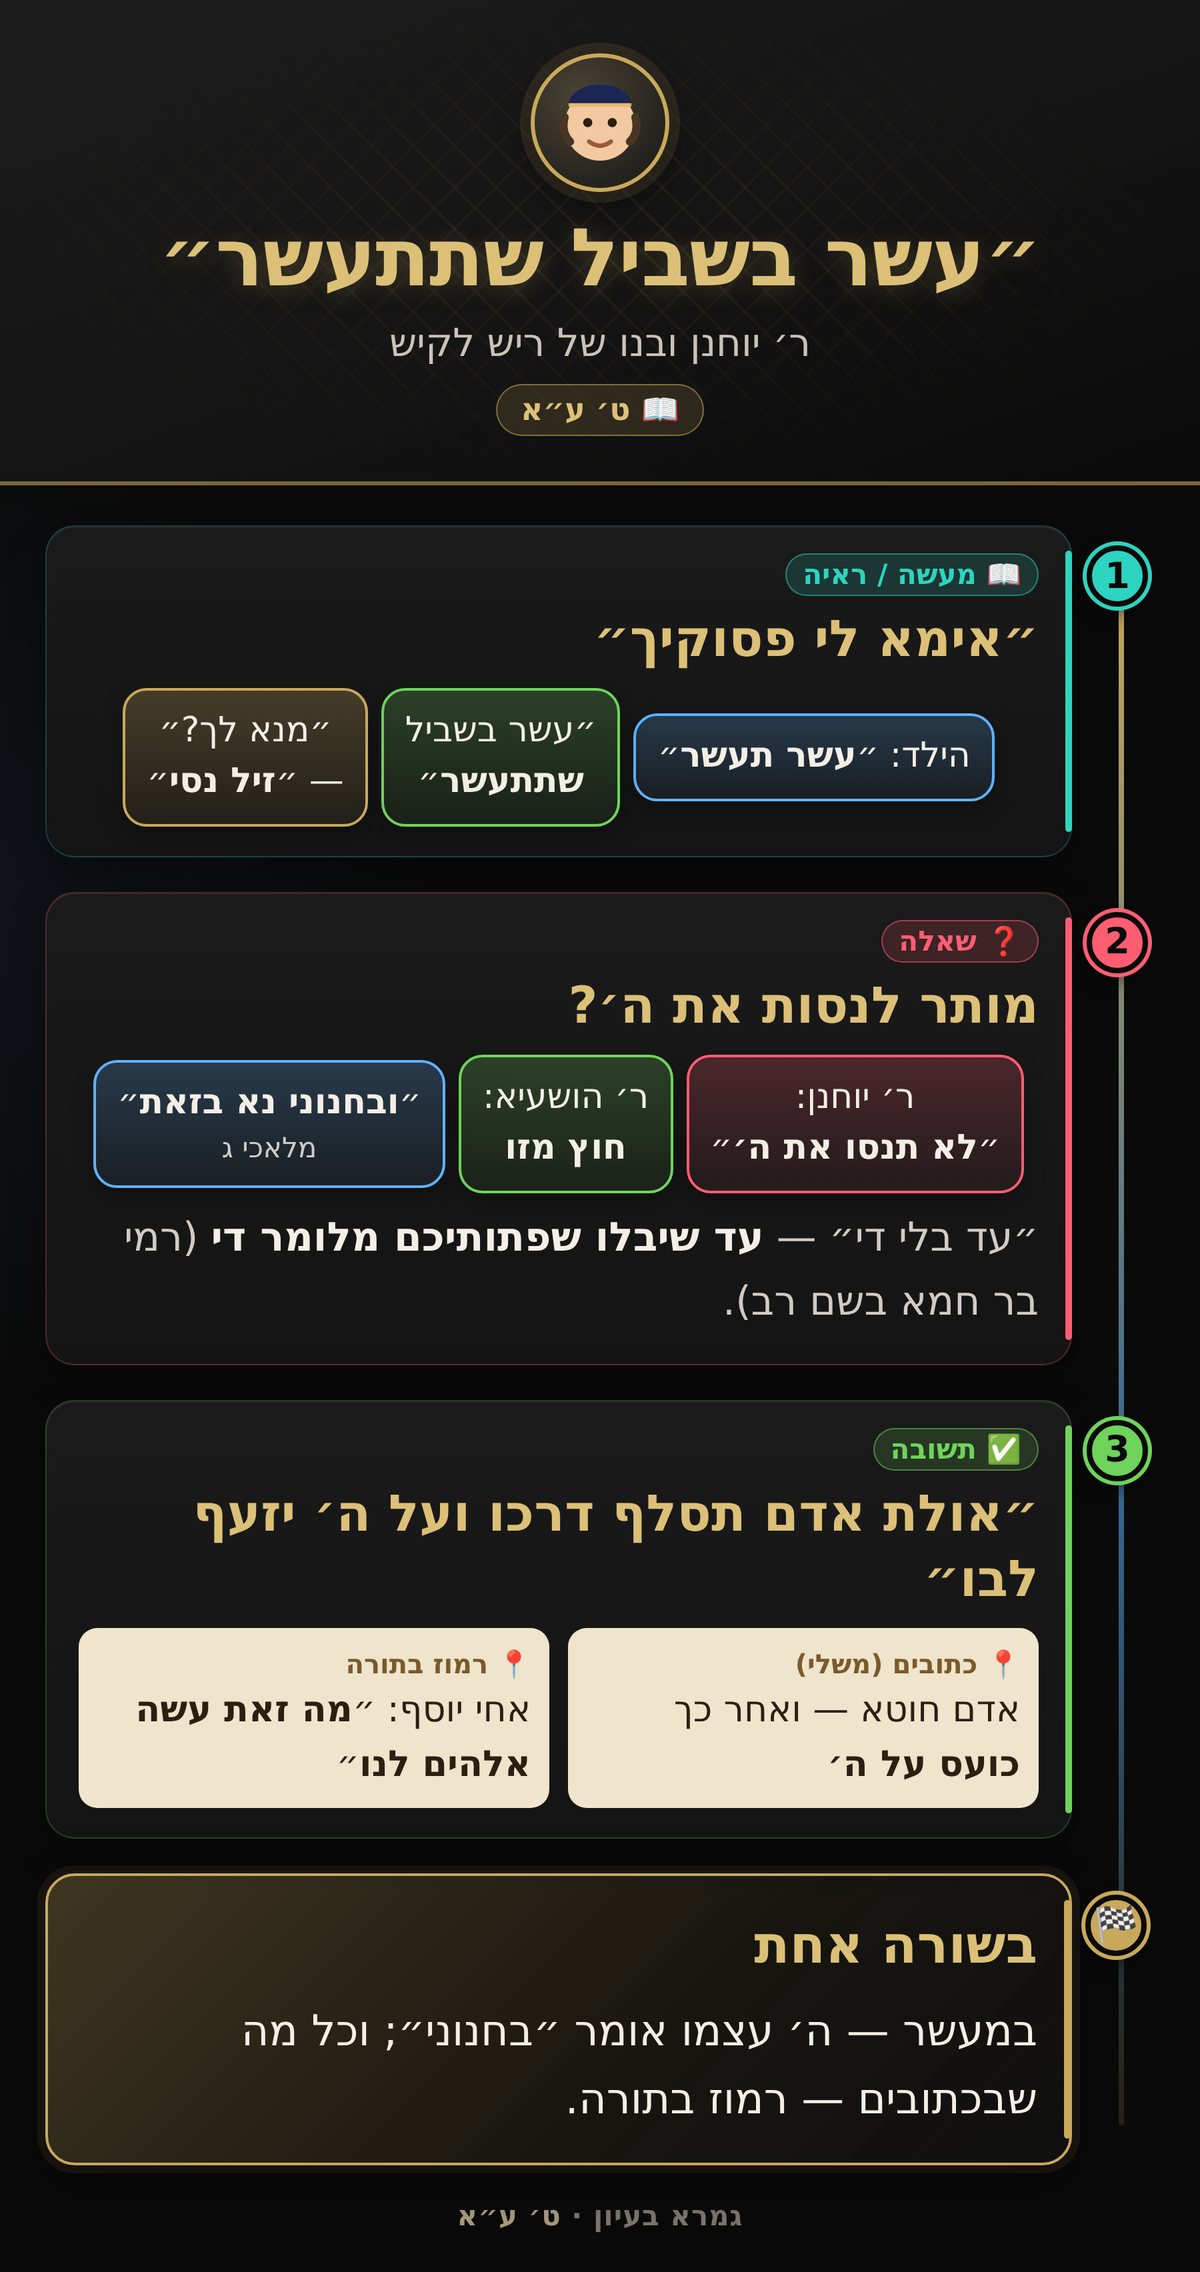 ״עשר בשביל שתתעשר״
ר׳ יוחנן ובנו של ריש לקיש
📖 ט׳ ע״א
1
📖 מעשה / ראיה
״אימא לי פסוקיך״
הילד: ״עשר תעשר״
״עשר בשביל
שתתעשר״
״מנא לך?״
— ״זיל נסי״
2
❓ שאלה
מותר לנסות את ה׳?
ר׳ יוחנן:
״לא תנסו את ה׳״
ר׳ הושעיא:
חוץ מזו
״ובחנוני נא בזאת״
מלאכי ג
״עד בלי די״ — עד שיבלו שפתותיכם מלומר די (רמי
בר חמא בשם רב).
3
✅ תשובה
״אולת אדם תסלף דרכו ועל ה׳ יזעף
לבו״
📍 כתובים (משלי)
אדם חוטא — ואחר כך
כועס על ה׳
📍 רמוז בתורה
אחי יוסף: ״מה זאת עשה
אלהים לנו״
🏁
בשורה אחת
במעשר — ה׳ עצמו אומר ״בחנוני״; וכל מה
שבכתובים — רמוז בתורה.
גמרא בעיון · ט׳ ע״א